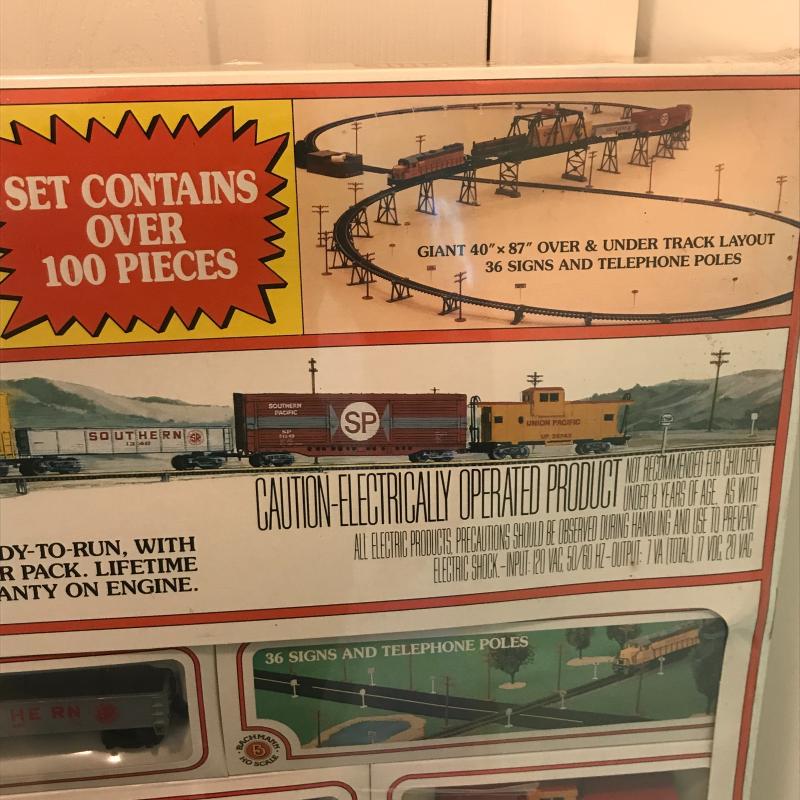 SET CONTAINS
OVER
100 PIECES
GIANT 40" × 87" OVER & UNDER TRACK LAYOUT
36 SIGNS AND TELEPHONE POLES
SOUTHERN SR
SOUTHERN
PACIFIC
SP
SP
UNION PACIFIC
CAUTION-ELECTRICALLY OPERATED PRODUCT
NOT RECOMMENDED FOR CHILDREN
UNDER 8 YEARS OF AGE. AS WITH
ALL ELECTRIC PRODUCTS, PRECAUTIONS SHOULD BE OBSERVED DURING HANDLING AND USE TO PREVENT
ELECTRIC SHOCK.-INPUT: 120 VAC, 50/60 HZ-OUTPUT: 7 VA (TOTAL), 17 VDC, 20 VAC
DY-TO-RUN, WITH
R PACK. LIFETIME
ANTY ON ENGINE.
36 SIGNS AND TELEPHONE POLES
HERN
BACHMANN
HO SCALE